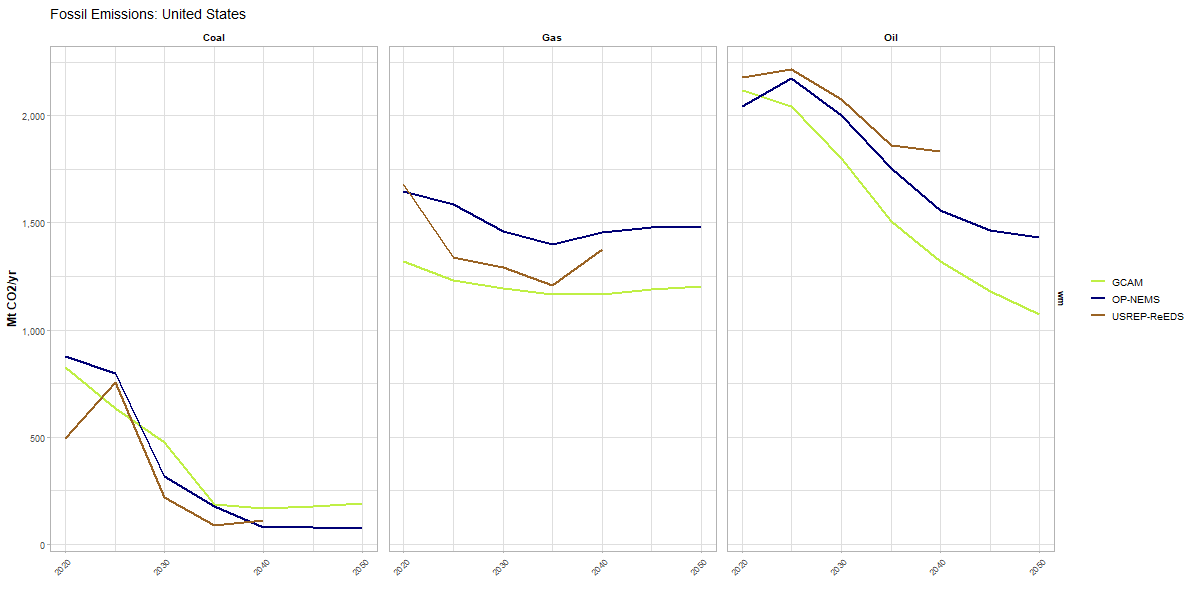 Fossil Emissions: United States
Coal
Gas
Oil
Mt CO2/yr
2,000
1,500
1,000
500
0
2020
2030
2040
2050
2020
2030
2040
2050
2020
2030
2040
2050
wm
GCAM
OP-NEMS
USREP-ReEDS